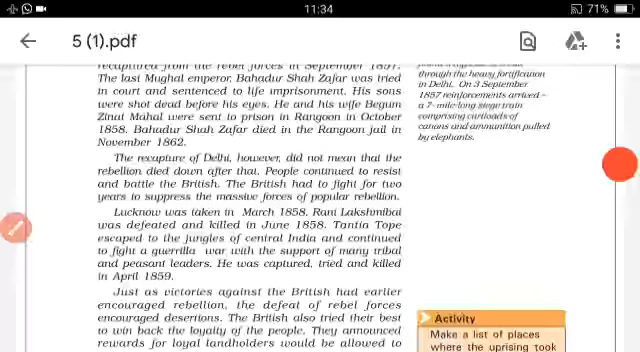 11:34
71%
5 (1).pdf
recaptured from the rebel forces in September 1857.
The last Mughal emperor, Bahadur Shah Zafar was tried
in court and sentenced to life imprisonment. His sons
were shot dead before his eyes. He and his wife Begum
Zinat Mahal were sent to prison in Rangoon in October
1858. Bahadur Shah Zafar died in the Rangoon jail in
November 1862.
The recapture of Delhi, however, did not mean that the
rebellion died down after that. People continued to resist
and battle the British. The British had to fight for two
years to suppress the massive forces of popular rebellion.
Lucknow was taken in March 1858. Rani Lakshmibai
was defeated and killed in June 1858. Tantia Tope
escaped to the jungles of central India and continued
to fight a guerrilla war with the support of many tribal
and peasant leaders. He was captured, tried and killed
in April 1859.
Just as victories against the British had earlier
encouraged rebellion, the defeat of rebel forces
encouraged desertions. The British also tried their best
to win back the loyalty of the people. They announced
rewards for loyal landholders would be allowed to
through the heavy fortification
in Delhi. On 3 September
1857 reinforcements arrived –
a 7- mile-long siege train
comprising cartloads of
canons and ammunition pulled
by elephants.
Activity
Make a list of places
where the uprising took